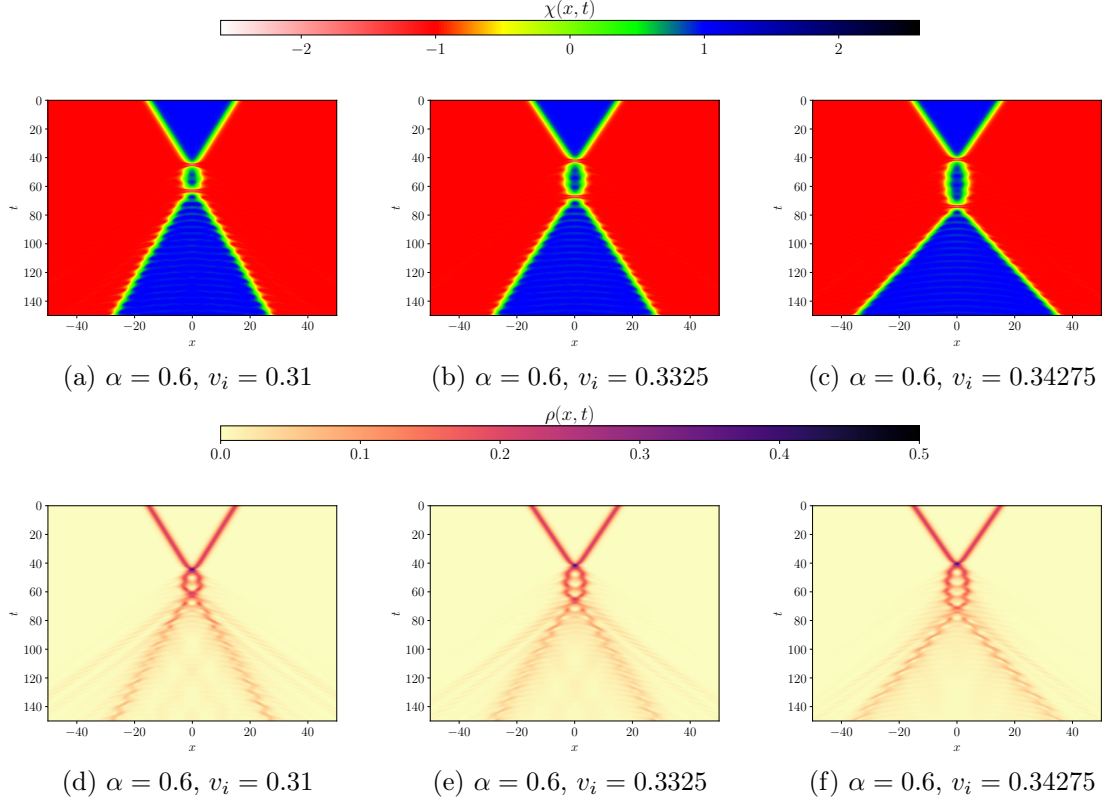 χ(x, t)
−2 −1 0 1 2
0 20 40 60 80 100 120 140
t
−40 −20 0 20 40
x
0 20 40 60 80 100 120 140
t
−40 −20 0 20 40
x
0 20 40 60 80 100 120 140
t
−40 −20 0 20 40
x
(a) α = 0.6, v_i = 0.31
(b) α = 0.6, v_i = 0.3325
(c) α = 0.6, v_i = 0.34275
ρ(x, t)
0.0 0.1 0.2 0.3 0.4 0.5
0 20 40 60 80 100 120 140
t
−40 −20 0 20 40
x
0 20 40 60 80 100 120 140
t
−40 −20 0 20 40
x
0 20 40 60 80 100 120 140
t
−40 −20 0 20 40
x
(d) α = 0.6, v_i = 0.31
(e) α = 0.6, v_i = 0.3325
(f) α = 0.6, v_i = 0.34275